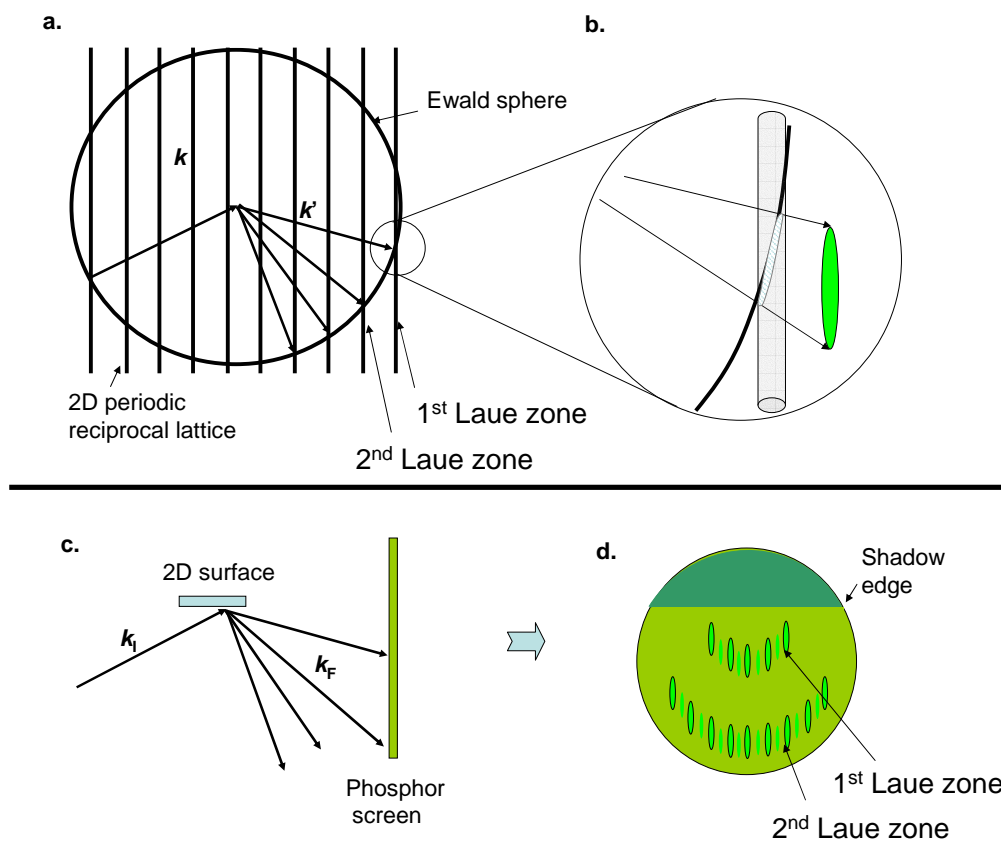 a.
b.
Ewald sphere
k
k’
2D periodic
reciprocal lattice
1st Laue zone
2nd Laue zone
c.
d.
2D surface
Shadow
edge
kI
kF
Phosphor
screen
1st Laue zone
2nd Laue zone